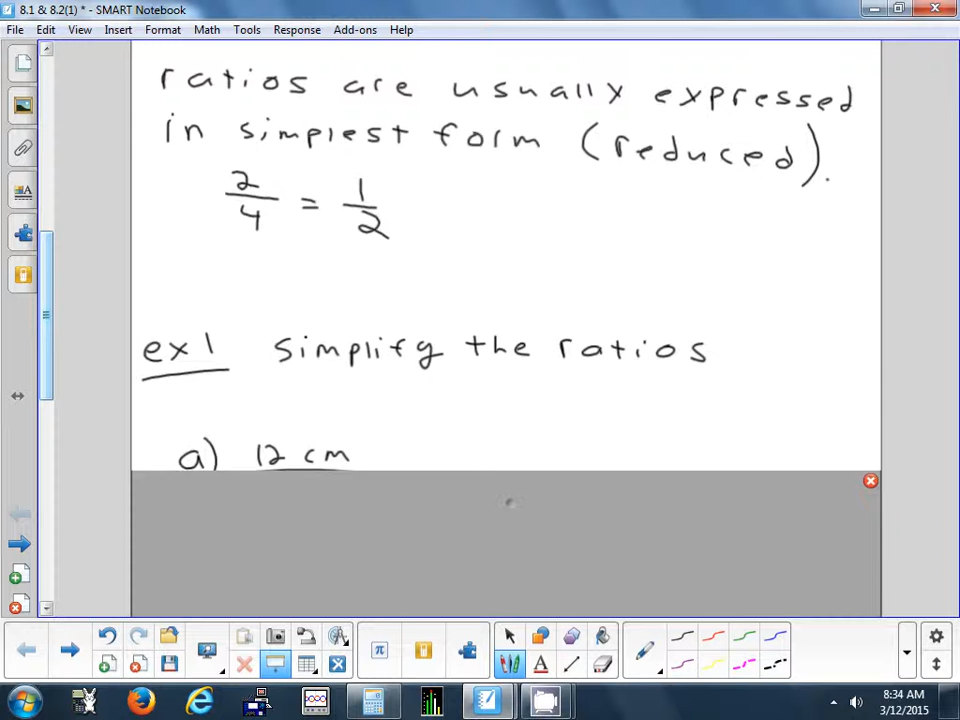 8.1 & 8.2(1) * - SMART Notebook
File Edit View Insert Format Math Tools Response Add-ons Help
ratios are usually expressed
in simplest form (reduced).
2/4 = 1/2
ex 1 simplify the ratios
a) 12 cm
8:34 AM
3/12/2015